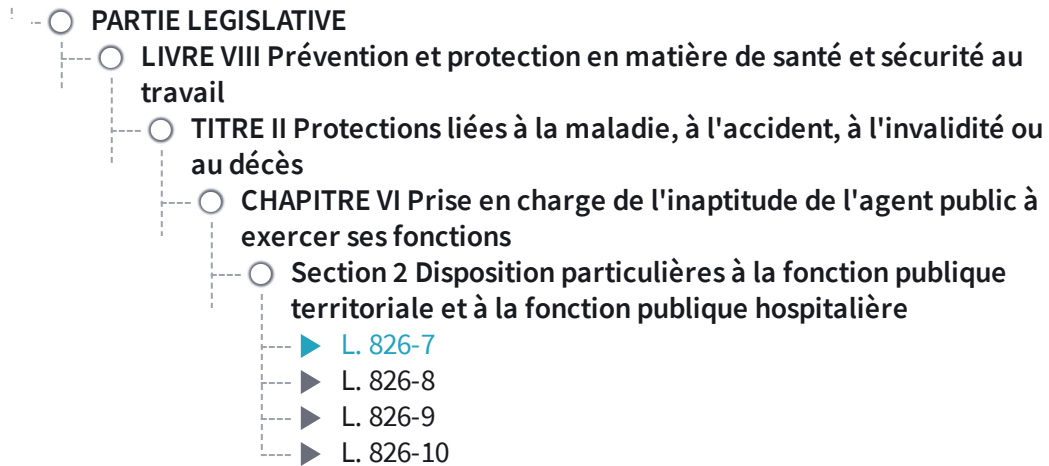 PARTIE LEGISLATIVE
LIVRE VIII Prévention et protection en matière de santé et sécurité au
travail
TITRE II Protections liées à la maladie, à l'accident, à l'invalidité ou
au décès
CHAPITRE VI Prise en charge de l'inaptitude de l'agent public à
exercer ses fonctions
Section 2 Disposition particulières à la fonction publique
territoriale et à la fonction publique hospitalière
L. 826-7
L. 826-8
L. 826-9
L. 826-10